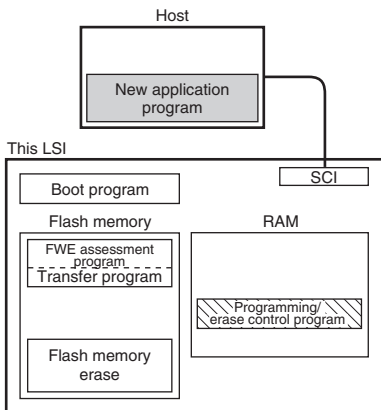 Host
New application
program
This LSI
SCI
Boot program
Flash memory
RAM
FWE assessment
program
Transfer program
Programming/
erase control program
Flash memory
erase